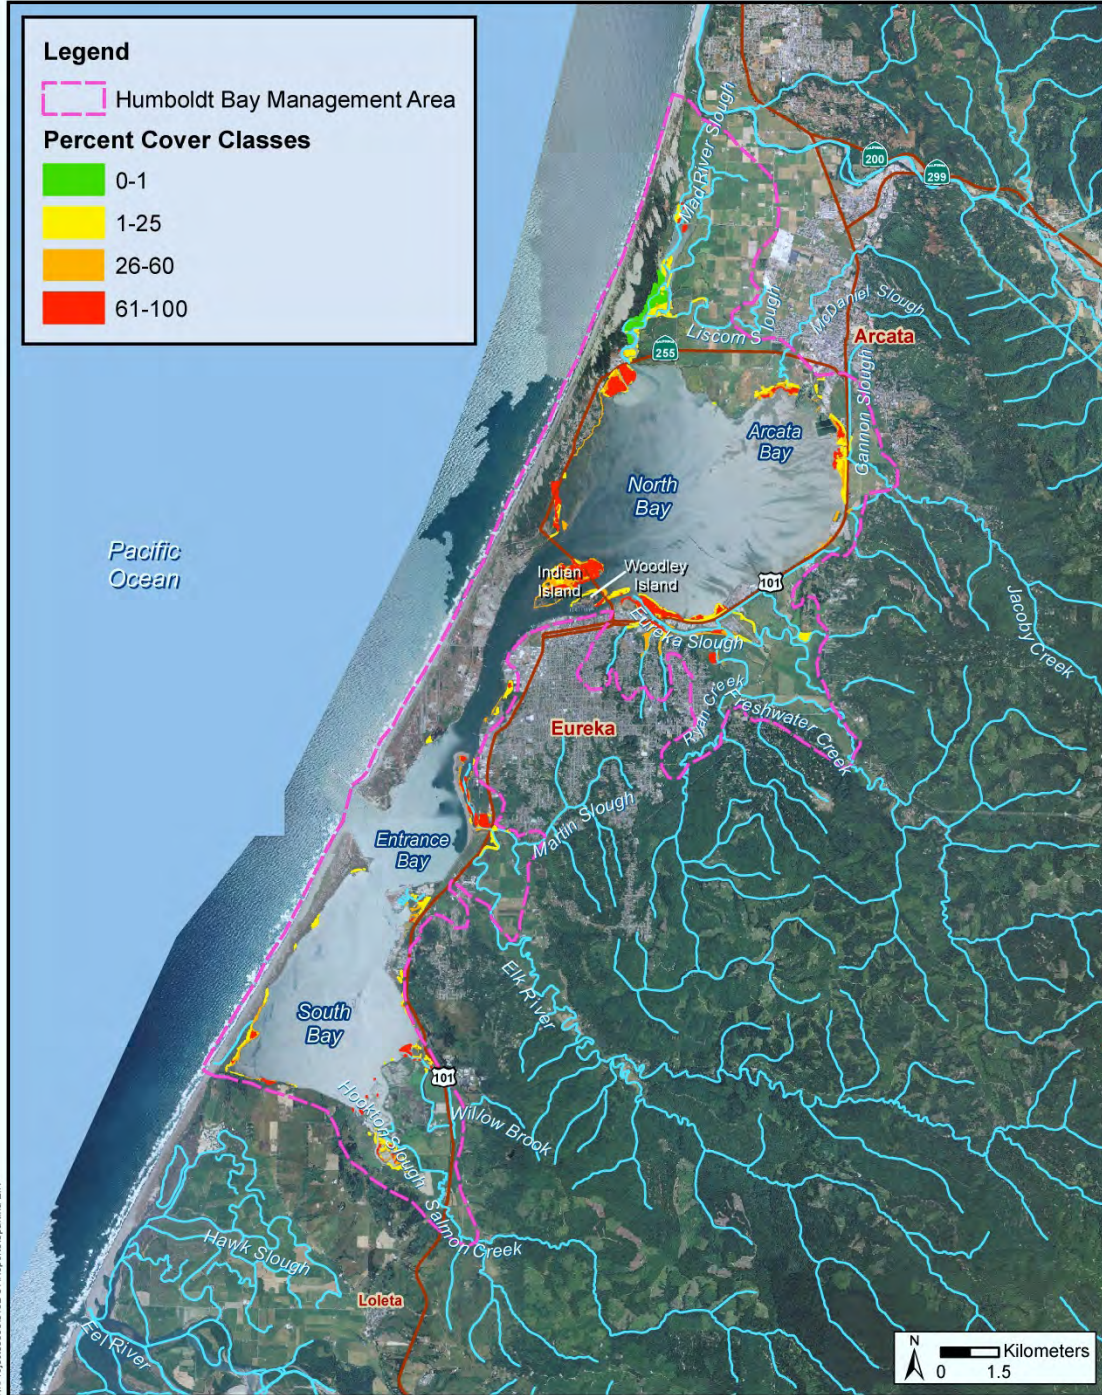 Legend
Humboldt Bay Management Area
Percent Cover Classes
0-1
1-25
26-60
61-100
Mad River Slough
200
299
McDaniel Slough
Liscom Slough
Arcata
255
Gannon Slough
Arcata
Bay
North
Bay
Pacific
Ocean
Indian
Island
Woodley
Island
101
Jacoby Creek
Eureka Slough
Ryan Creek
Freshwater Creek
Eureka
Martin Slough
Entrance
Bay
Elk River
South
Bay
101
Hookton Slough
Willow Brook
Salmon Creek
Hawk Slough
Loleta
Eel River
N
Kilometers
0 1.5